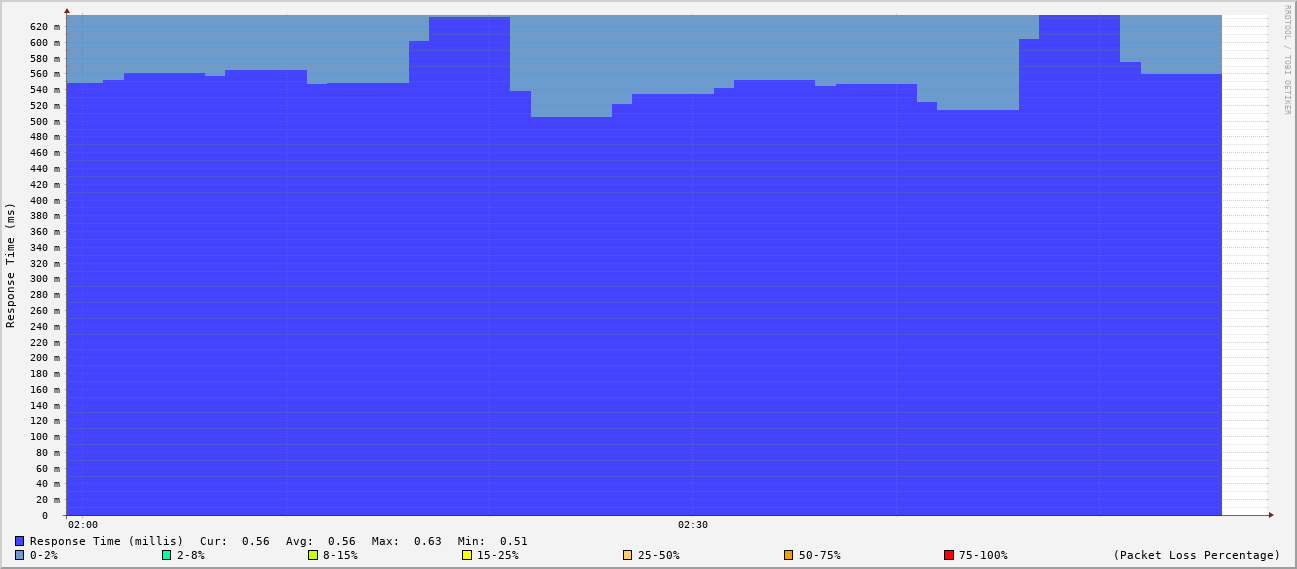 RRDTOOL / TOBI OETIKER
Response Time (ms)
620 m
600 m
580 m
560 m
540 m
520 m
500 m
480 m
460 m
440 m
420 m
400 m
380 m
360 m
340 m
320 m
300 m
280 m
260 m
240 m
220 m
200 m
180 m
160 m
140 m
120 m
100 m
80 m
60 m
40 m
20 m
0
02:00 02:30
Response Time (millis) Cur: 0.56 Avg: 0.56 Max: 0.63 Min: 0.51
0-2% 2-8% 8-15% 15-25% 25-50% 50-75% 75-100% (Packet Loss Percentage)